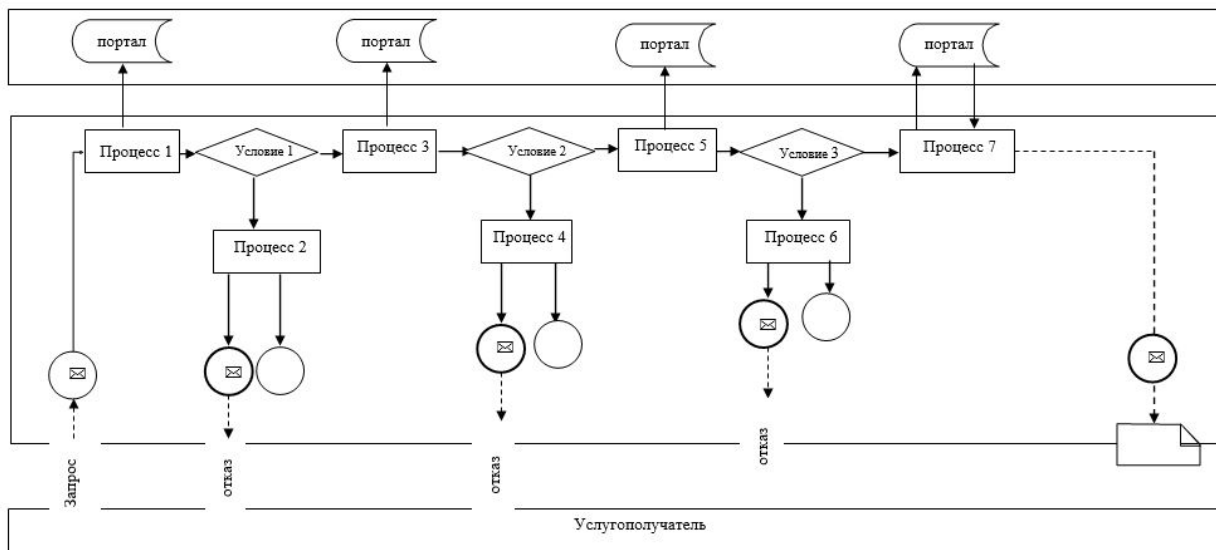 портал
портал
портал
портал
Процесс 1
Условие 1
Процесс 3
Условие 2
Процесс 5
Условие 3
Процесс 7
Процесс 2
Процесс 4
Процесс 6
Запрос
отказ
отказ
отказ
Услугополучатель